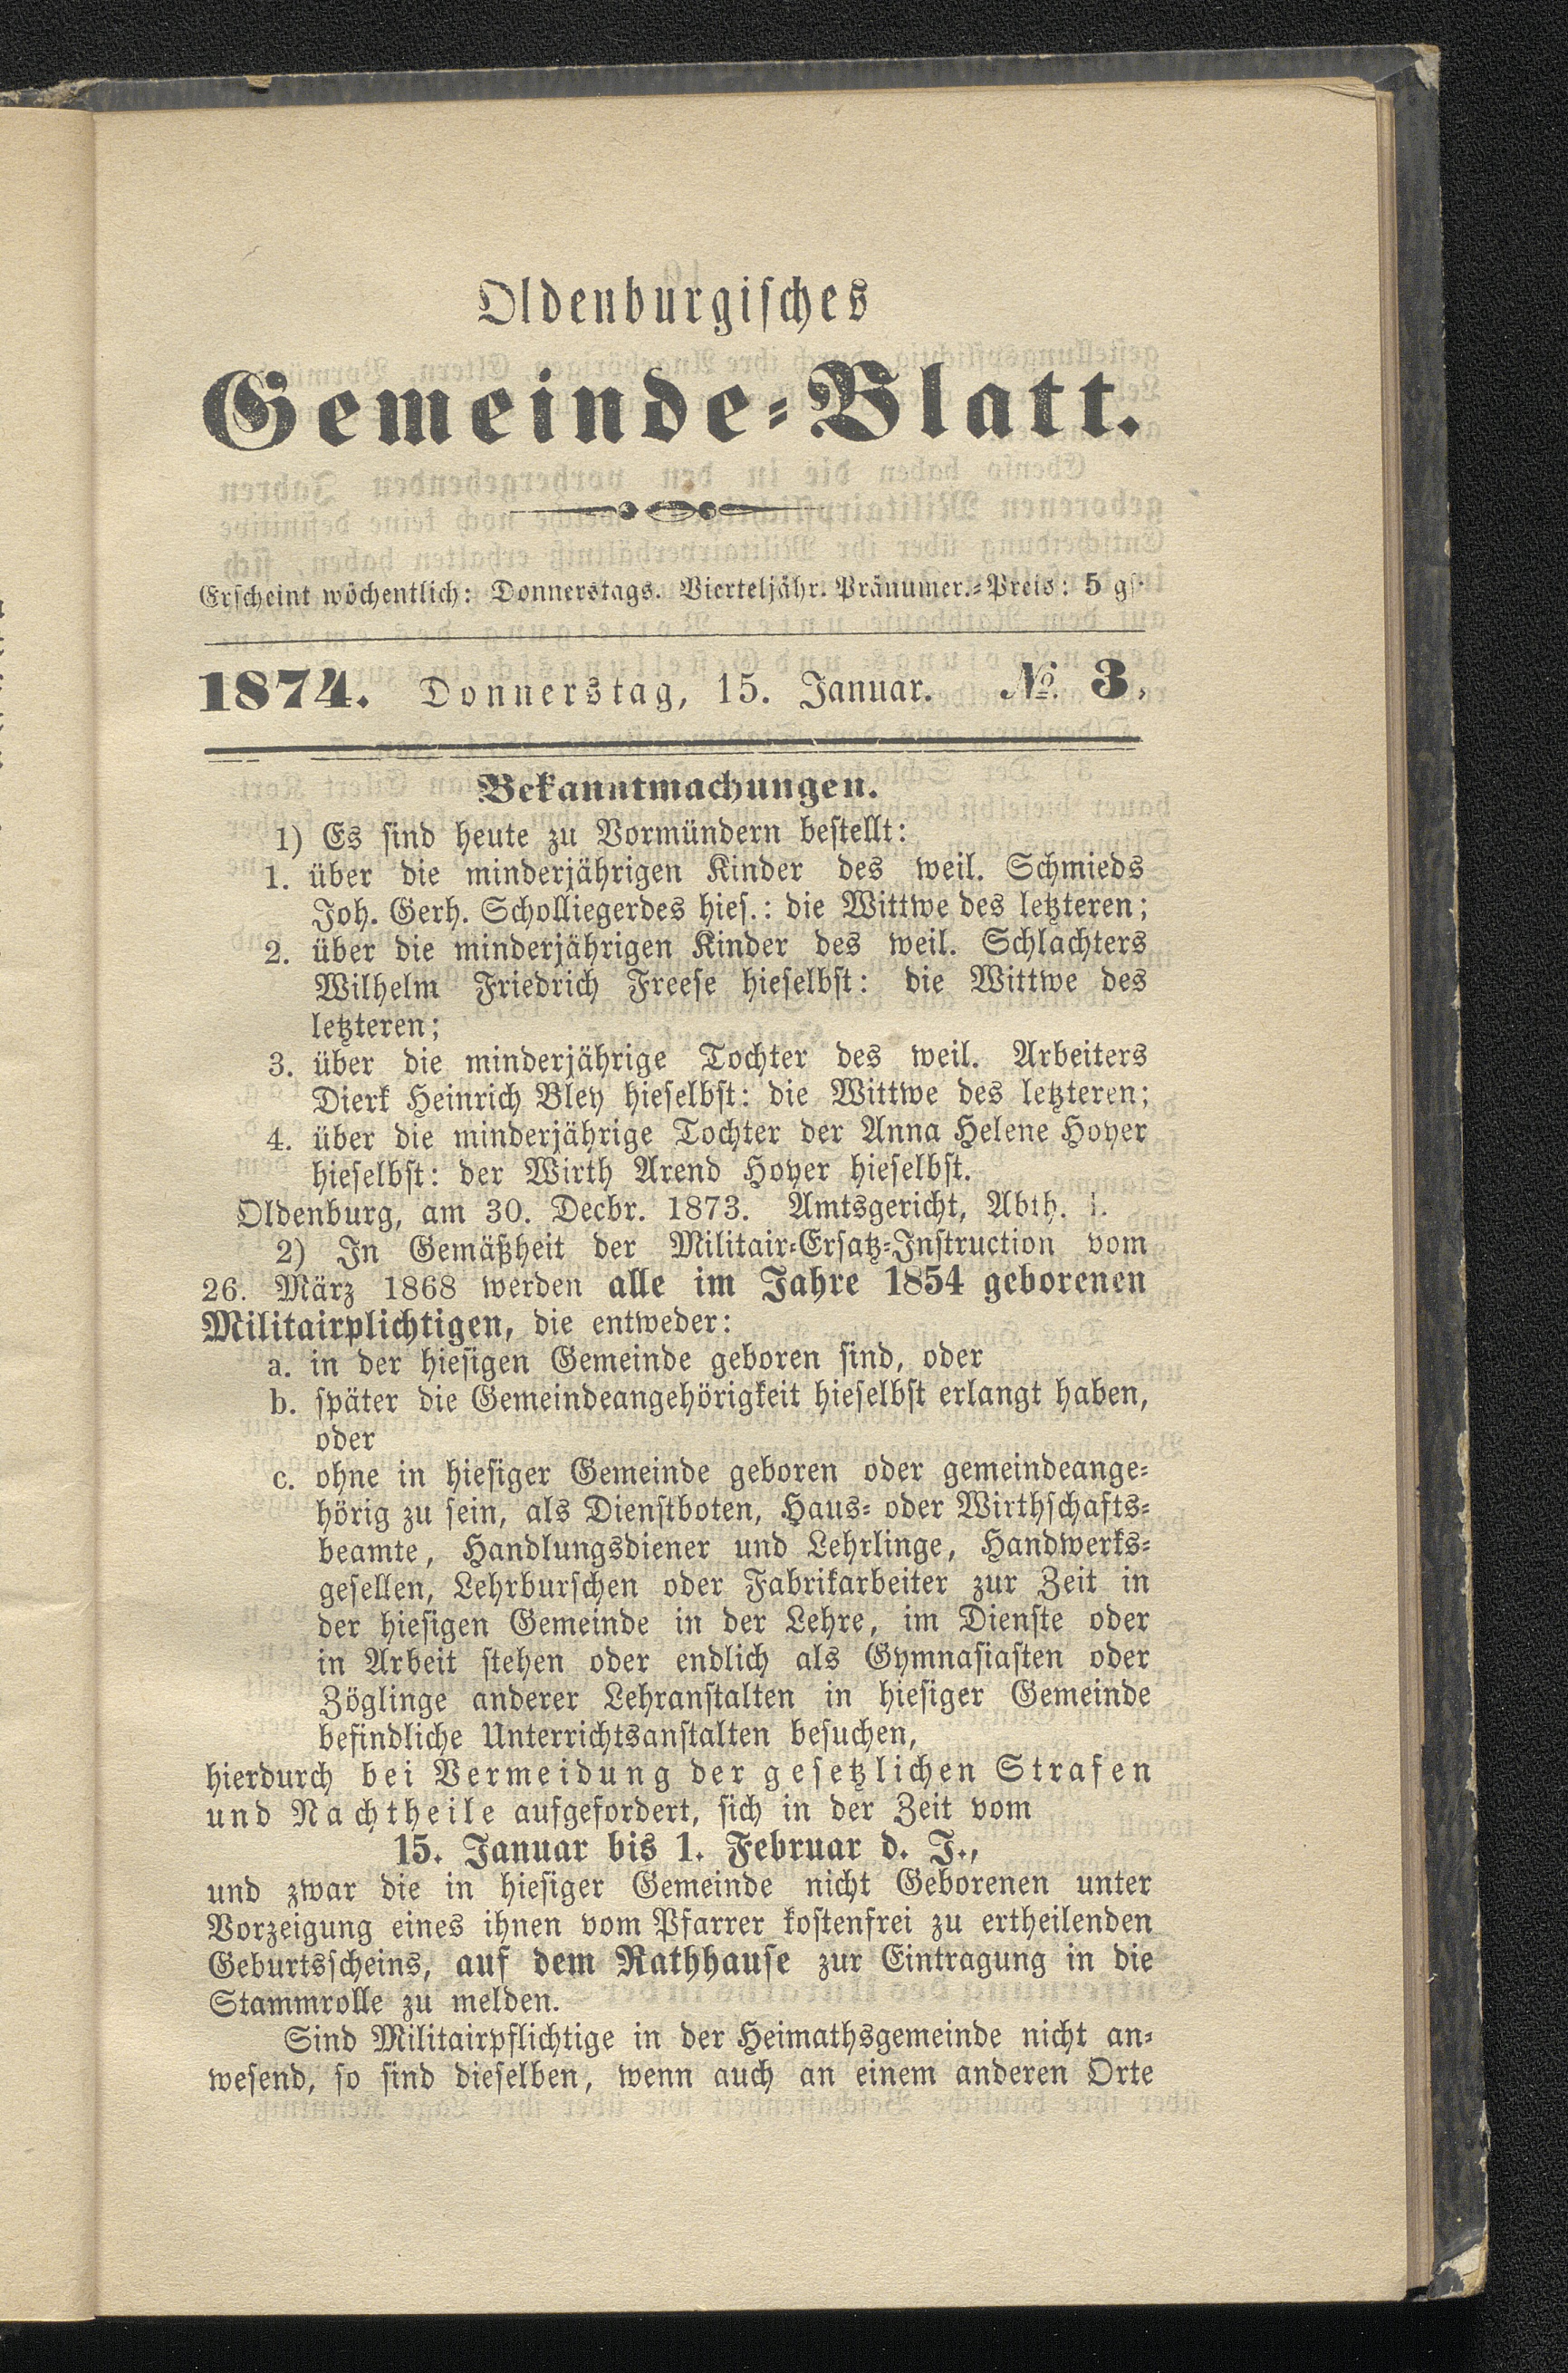 Oldenburgisches
Gemeinde-Blatt.
Erscheint wöchentlich: Donnerstags. Vierteljähr. Pränumer.-Preis: 5 gs.
1874. Donnerstag, 15. Januar. № 3.
Bekanntmachungen.
1) Es sind heute zu Vormündern bestellt:
1. über die minderjährigen Kinder des weil. Schmieds
Joh. Gerh. Scholliegerdes hies.: die Wittwe des letzteren;
2. über die minderjährigen Kinder des weil. Schlachters
Wilhelm Friedrich Freese hieselbst: die Wittwe des
letzteren;
3. über die minderjährige Tochter des weil. Arbeiters
Dierk Heinrich Bley hieselbst: die Wittwe des letzteren;
4. über die minderjährige Tochter der Anna Helene Hoyer
hieselbst: der Wirth Arend Hoyer hieselbst.
Oldenburg, am 30. Decbr. 1873. Amtsgericht, Abth. I.
2) In Gemäßheit der Militair-Ersatz-Instruction vom
26. März 1868 werden alle im Jahre 1854 geborenen
Militairplichtigen, die entweder:
a. in der hiesigen Gemeinde geboren sind, oder
b. später die Gemeindeangehörigkeit hieselbst erlangt haben,
oder
c. ohne in hiesiger Gemeinde geboren oder gemeindeange-
hörig zu sein, als Dienstboten, Haus- oder Wirthschafts-
beamte, Handlungsdiener und Lehrlinge, Handwerks-
gesellen, Lehrburschen oder Fabrikarbeiter zur Zeit in
der hiesigen Gemeinde in der Lehre, im Dienste oder
in Arbeit stehen oder endlich als Gymnasiasten oder
Zöglinge anderer Lehranstalten in hiesiger Gemeinde
befindliche Unterrichtsanstalten besuchen,
hierdurch bei Vermeidung der gesetzlichen Strafen
und Nachtheile aufgefordert, sich in der Zeit vom
15. Januar bis 1. Februar d. J.,
und zwar die in hiesiger Gemeinde nicht Geborenen unter
Vorzeigung eines ihnen vom Pfarrer kostenfrei zu ertheilenden
Geburtsscheins, auf dem Rathhause zur Eintragung in die
Stammrolle zu melden.
Sind Militairpflichtige in der Heimathsgemeinde nicht an-
wesend, so sind dieselben, wenn auch an einem anderen Orte